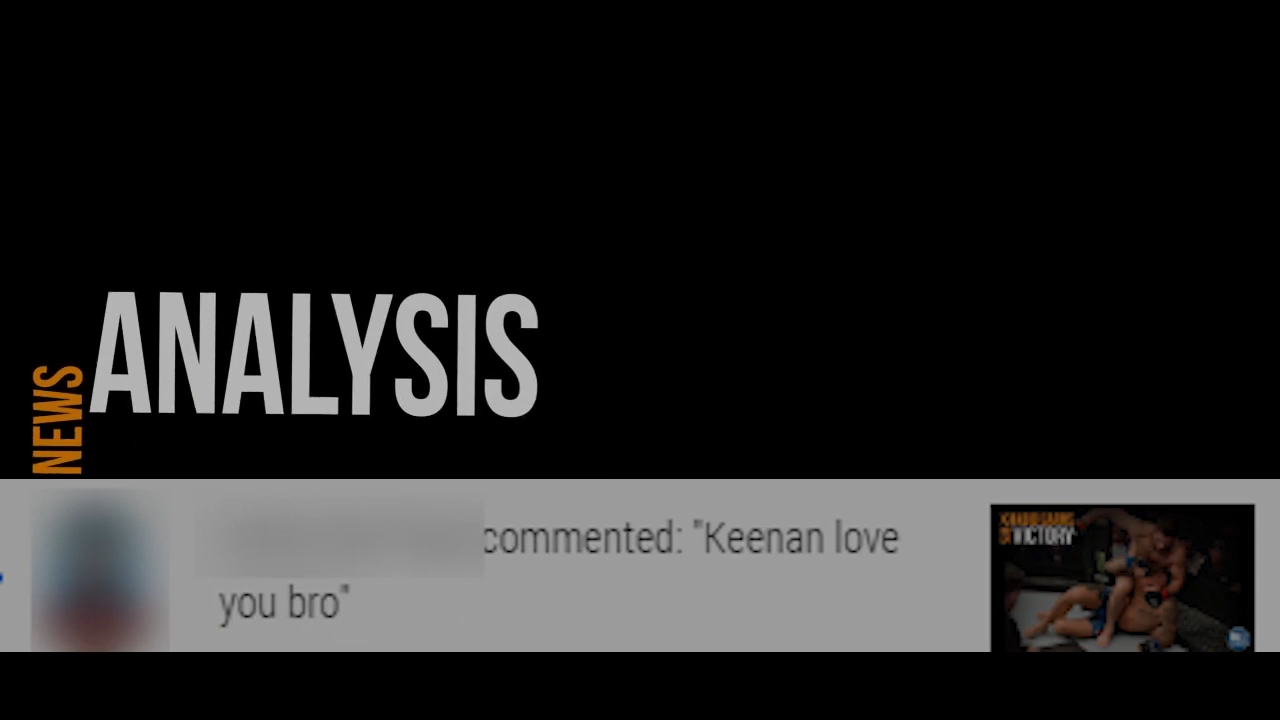 ANALYSIS
NEWS
commented: "Keenan love
you bro"
VICTORY